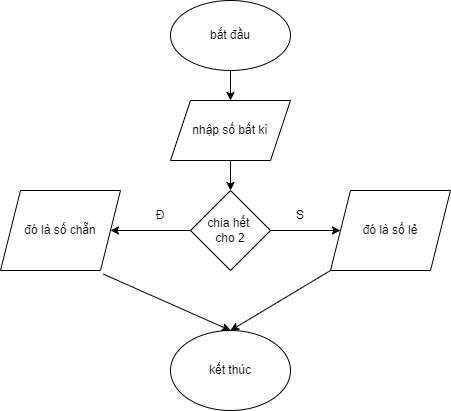 bắt đầu
nhập số bất kì
chia hết
cho 2
Đ
S
đó là số chẵn
đó là số lẻ
kết thúc